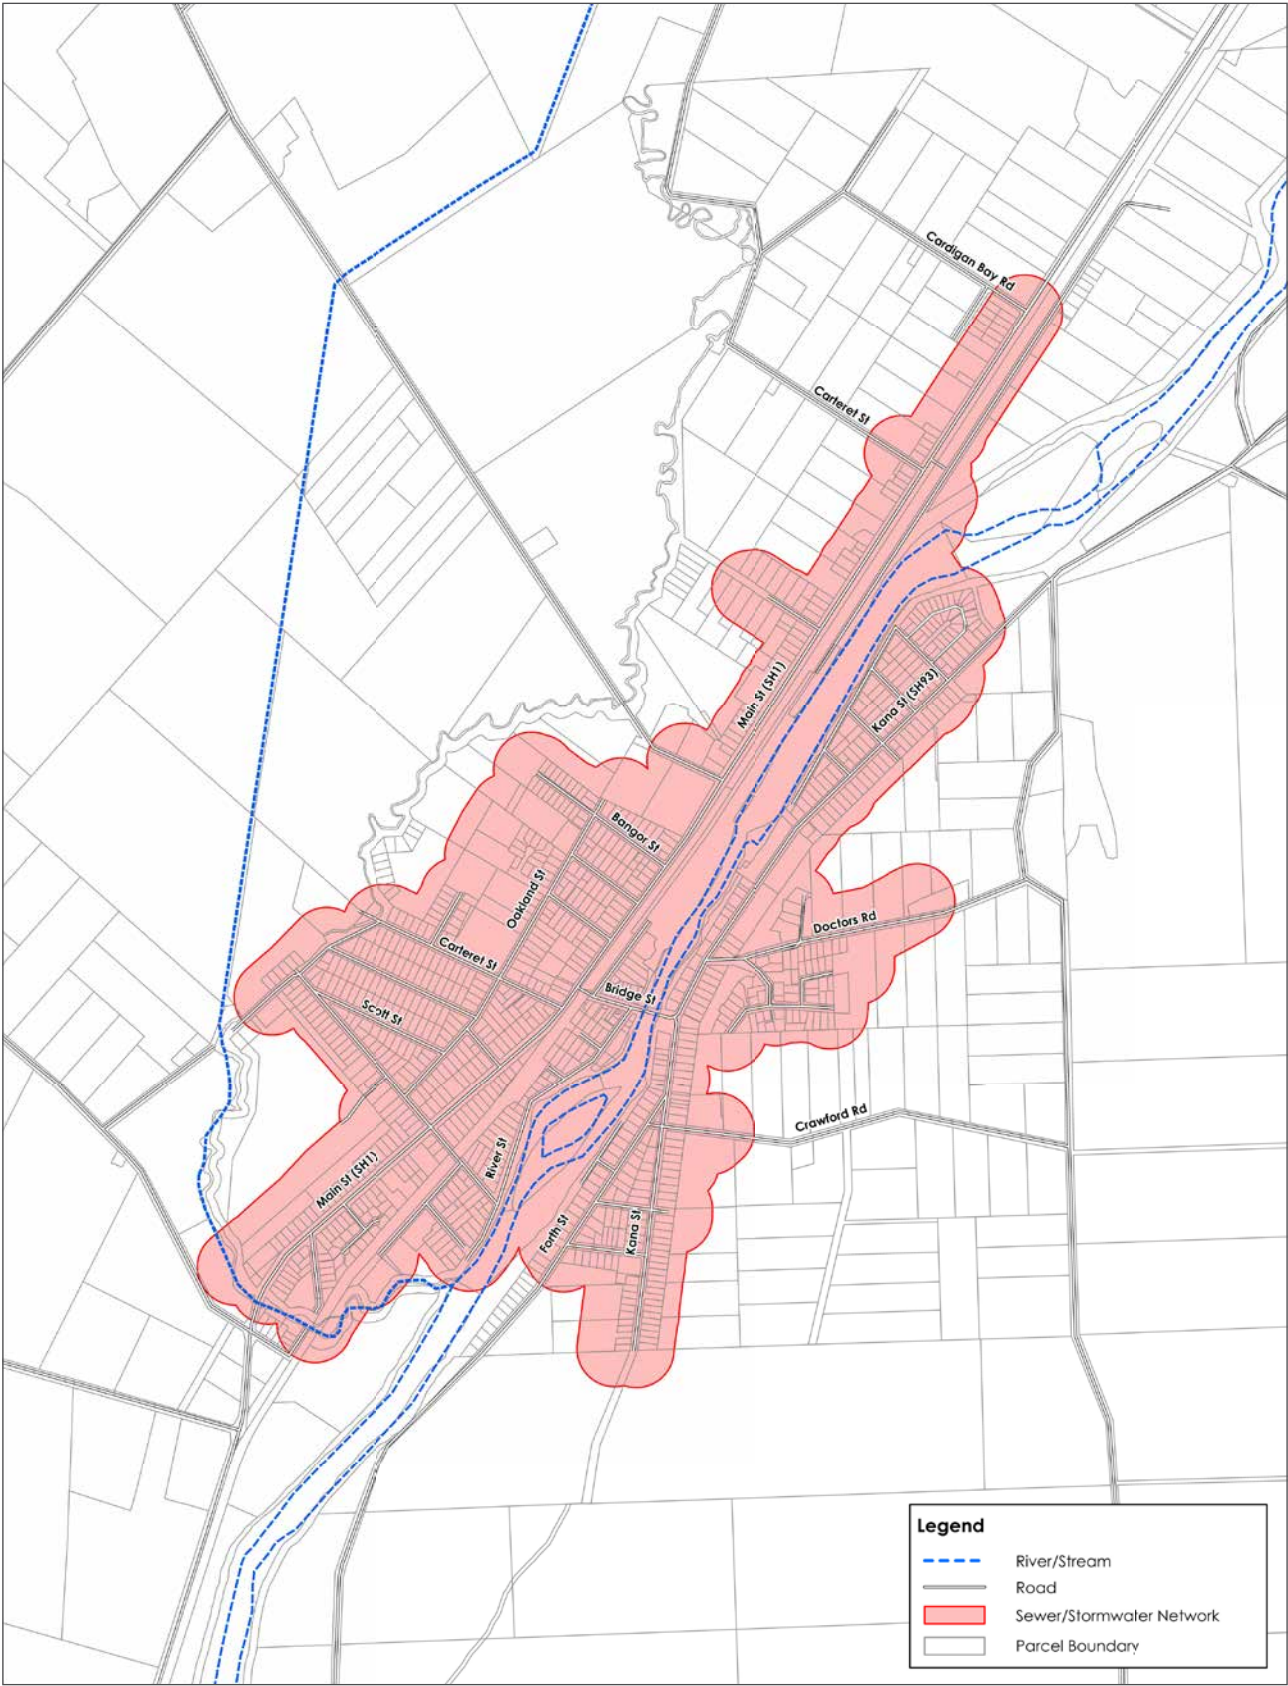 Cardigan Bay Rd
Carteret St
Main St (SH1)
Kana St (SH93)
Bangor St
Oakland St
Doctors Rd
Carteret St
Bridge St
Scott St
Crawford Rd
River St
Main St (SH1)
Forth St
Kana St
Legend
River/Stream
Road
Sewer/Stormwater Network
Parcel Boundary